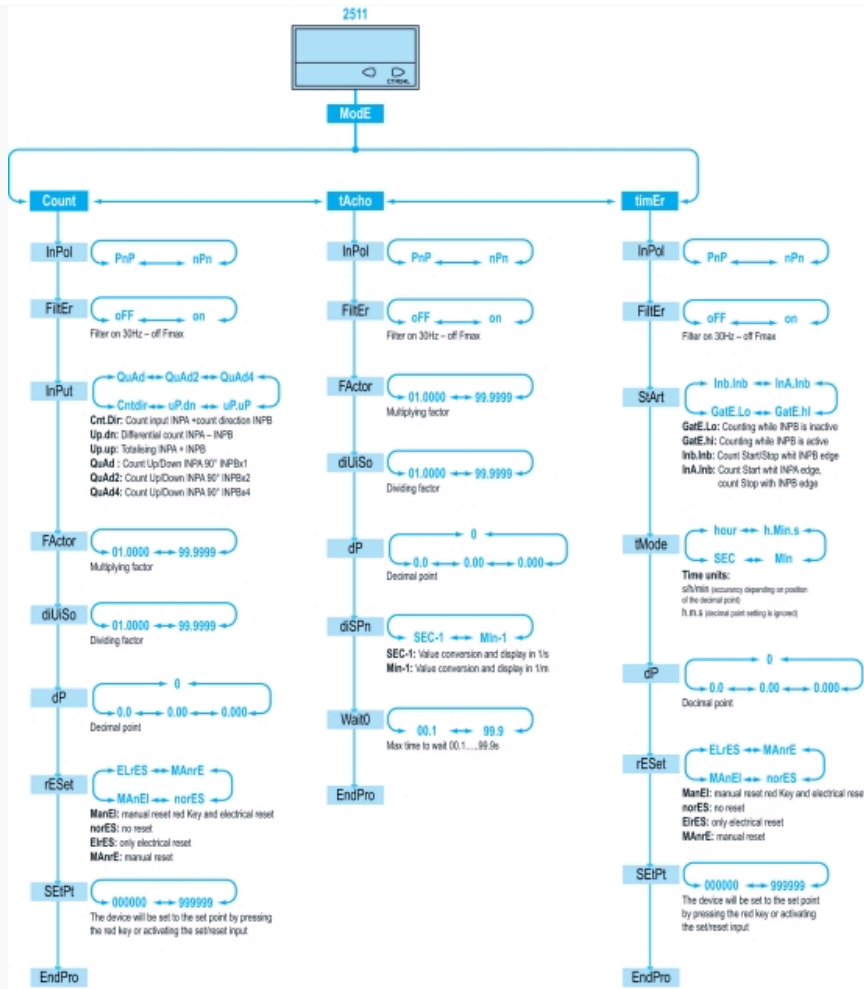 2511
CTRD4L
ModE
Count
InPol
PnP nPn
FiltEr
oFF on
Filter on 30Hz – off Fmax
InPut
QuAd QuAd2 QuAd4
Cntdir uP.dn uP.uP
Cnt.Dir: Count input INPA +count direction INPB
Up.dn: Differential count INPA – INPB
Up.up: Totalising INPA + INPB
QuAd : Count Up/Down INPA 90° INPBx1
QuAd2: Count Up/Down INPA 90° INPBx2
QuAd4: Count Up/Down INPA 90° INPBx4
FActor
01.0000 99.9999
Multiplying factor
diUiSo
01.0000 99.9999
Dividing factor
dP
0
0.0 0.00 0.000
Decimal point
rESet
ELrES MAnrE
MAnEl norES
ManEl: manual reset red Key and electrical reset
norES: no reset
ElrES: only electrical reset
MAnrE: manual reset
SEtPt
000000 999999
The device will be set to the set point by pressing
the red key or activating the set/reset input
EndPro
tAcho
InPol
PnP nPn
FiltEr
oFF on
Filter on 30Hz – off Fmax
FActor
01.0000 99.9999
Multiplying factor
diUiSo
01.0000 99.9999
Dividing factor
dP
0
0.0 0.00 0.000
Decimal point
diSPn
SEC-1 MIn-1
SEC-1: Value conversion and display in 1/s
Min-1: Value conversion and display in 1/m
Wait0
00.1 99.9
Max time to wait 00.1.....99.9s
EndPro
timEr
InPol
PnP nPn
FiltEr
oFF on
Filter on 30Hz – off Fmax
StArt
Inb.Inb InA.Inb
GatE.Lo GatE.hI
GatE.Lo: Counting while INPB is inactive
GatE.hI: Counting while INPB is active
Inb.Inb: Count Start/Stop whit INPB edge
InA.Inb: Count Start whit INPA edge,
count Stop with INPB edge
tMode
hour h.Min.s
SEC MIn
Time units:
s/h/min (accurancy depending on position
of the decimal point)
h.m.s (decimal point setting is ignored)
dP
0
0.0 0.00 0.000
Decimal point
rESet
ELrES MAnrE
MAnEl norES
ManEl: manual reset red Key and electrical rese
norES: no reset
ElrES: only electrical reset
MAnrE: manual reset
SEtPt
000000 999999
The device will be set to the set point
by pressing the red key or activating
the set/reset input
EndPro